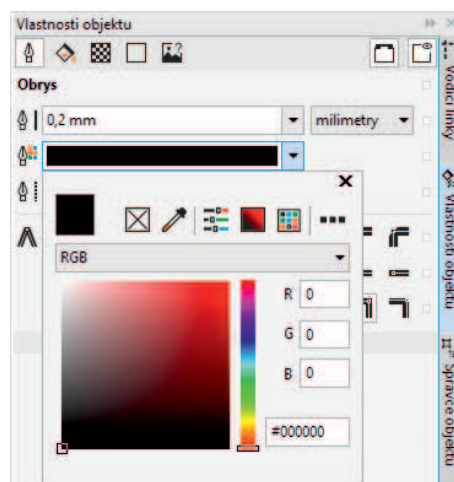 Vlastnosti objektu
Obrys
0,2 mm
milimetry
RGB
R 0
G 0
B 0
#000000
Vodicí linky
Vlastnosti objektu
Správce objektů